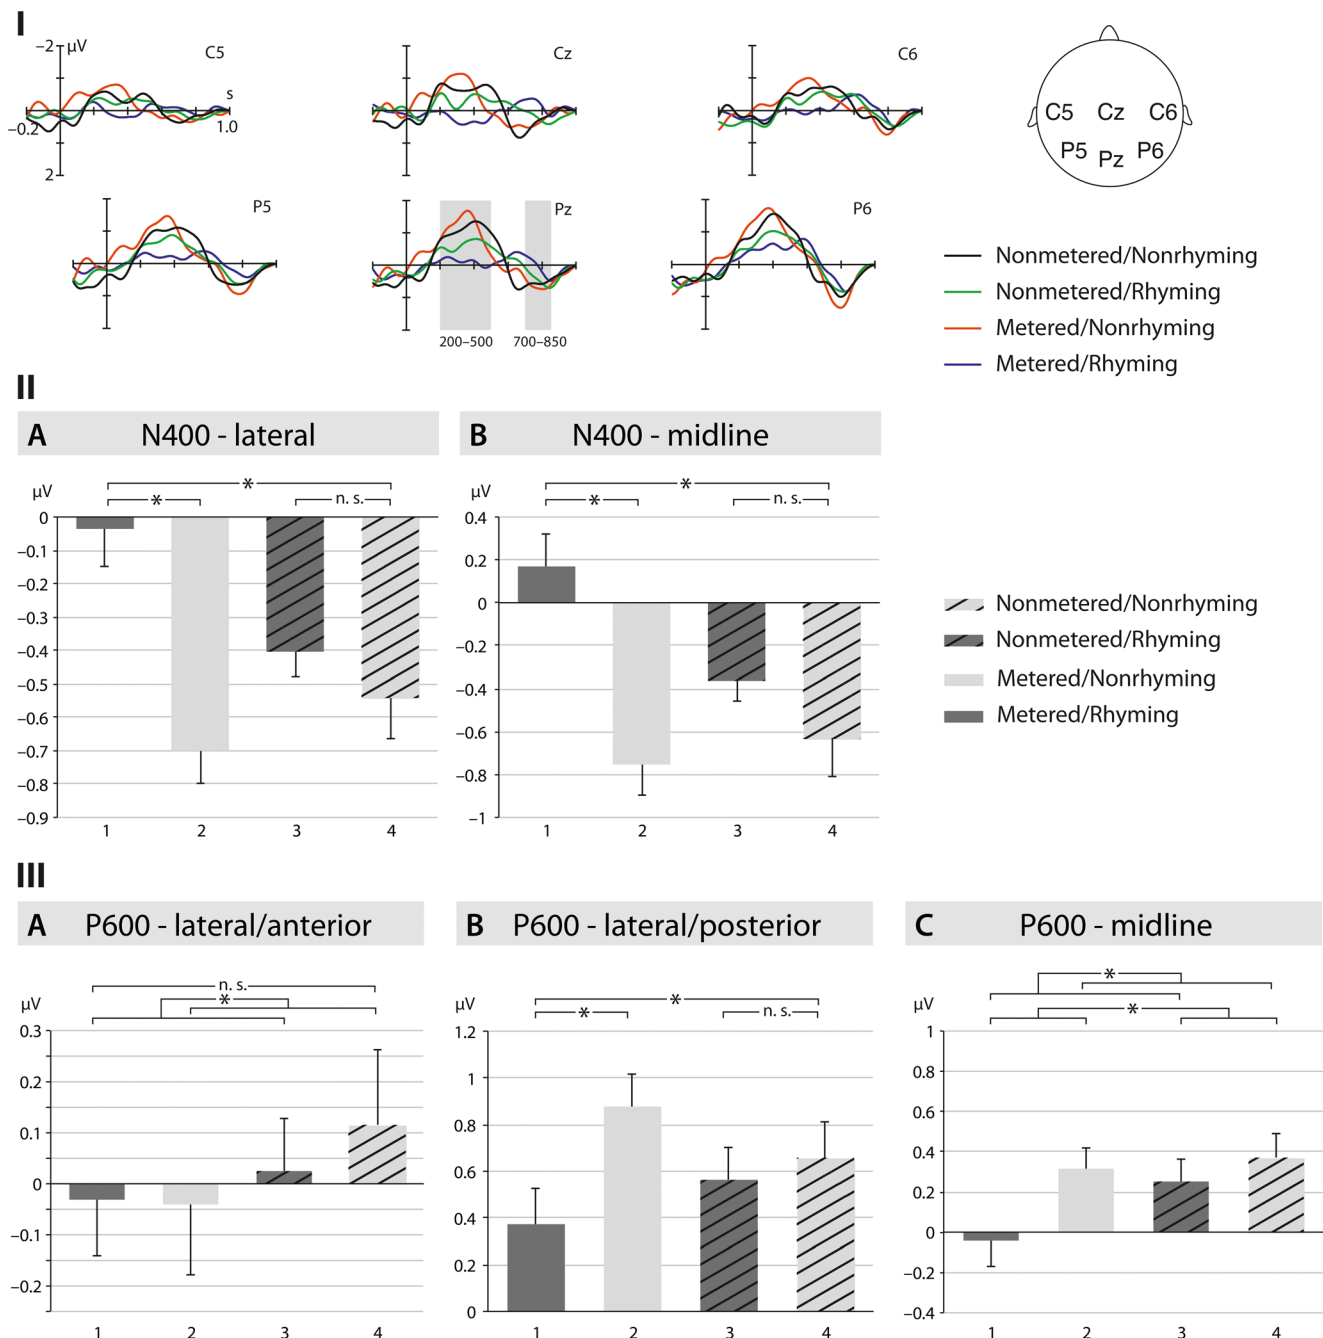 I
−2 µV
C5
s
−0.2
1.0
2
Cz
C6
C5 Cz C6
P5 Pz P6
P5
Pz
200–500 700–850
P6
Nonmetered/Nonrhyming
Nonmetered/Rhyming
Metered/Nonrhyming
Metered/Rhyming
II
A N400 - lateral
µV
*
* n. s.
0
−0.1
−0.2
−0.3
−0.4
−0.5
−0.6
−0.7
−0.8
−0.9
1 2 3 4
B N400 - midline
µV
*
* n. s.
0.4
0.2
0
−0.2
−0.4
−0.6
−0.8
−1
1 2 3 4
Nonmetered/Nonrhyming
Nonmetered/Rhyming
Metered/Nonrhyming
Metered/Rhyming
III
A P600 - lateral/anterior
µV
n. s.
*
0.3
0.2
0.1
0
−0.1
−0.2
1 2 3 4
B P600 - lateral/posterior
µV
*
* n. s.
1.2
1
0.8
0.6
0.4
0.2
0
1 2 3 4
C P600 - midline
µV
*
*
1
0.8
0.6
0.4
0.2
0
−0.2
−0.4
1 2 3 4